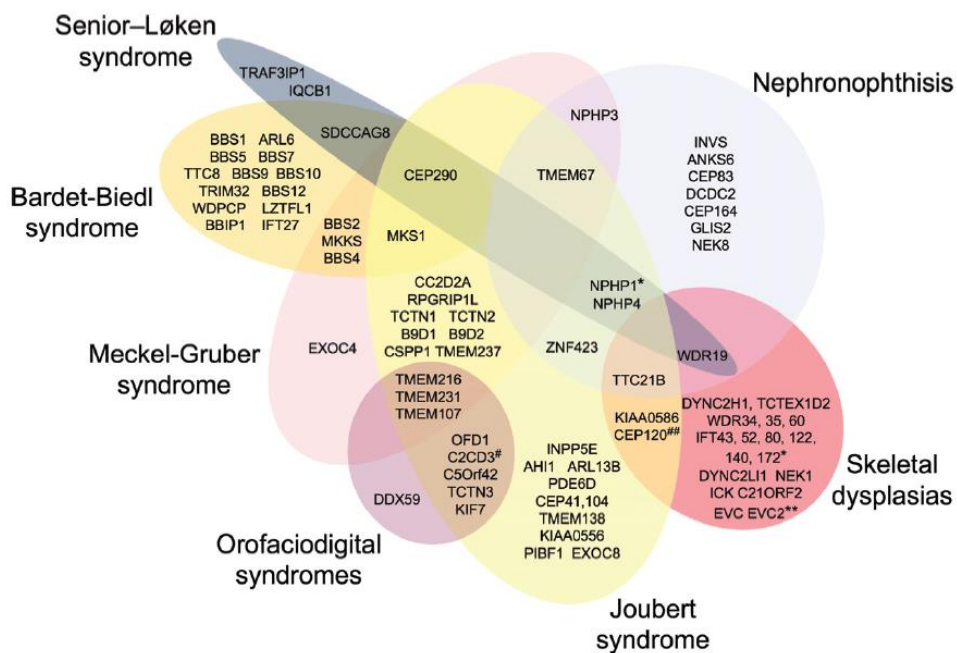 Senior–Løken
syndrome
TRAF3IP1
IQCB1
SDCCAG8
Nephronophthisis
NPHP3
INVS
ANKS6
CEP83
DCDC2
CEP164
GLIS2
NEK8
Bardet-Biedl
syndrome
BBS1 ARL6
BBS5 BBS7
TTC8 BBS9 BBS10
TRIM32 BBS12
WDPCP LZTFL1
BBIP1 IFT27
BBS2
MKKS
BBS4
CEP290
MKS1
TMEM67
NPHP1*
NPHP4
CC2D2A
RPGRIP1L
TCTN1 TCTN2
B9D1 B9D2
CSPP1 TMEM237
Meckel-Gruber
syndrome
EXOC4
ZNF423
WDR19
TTC21B
TMEM216
TMEM231
TMEM107
KIAA0586
CEP120##
DYNC2H1, TCTEX1D2
WDR34, 35, 60
IFT43, 52, 80, 122,
140, 172*
DYNC2LI1 NEK1
ICK C21ORF2
EVC EVC2**
Skeletal
dysplasias
OFD1
C2CD3#
C5Orf42
TCTN3
KIF7
DDX59
Orofaciodigital
syndromes
INPP5E
AHI1 ARL13B
PDE6D
CEP41,104
TMEM138
KIAA0556
PIBF1 EXOC8
Joubert
syndrome